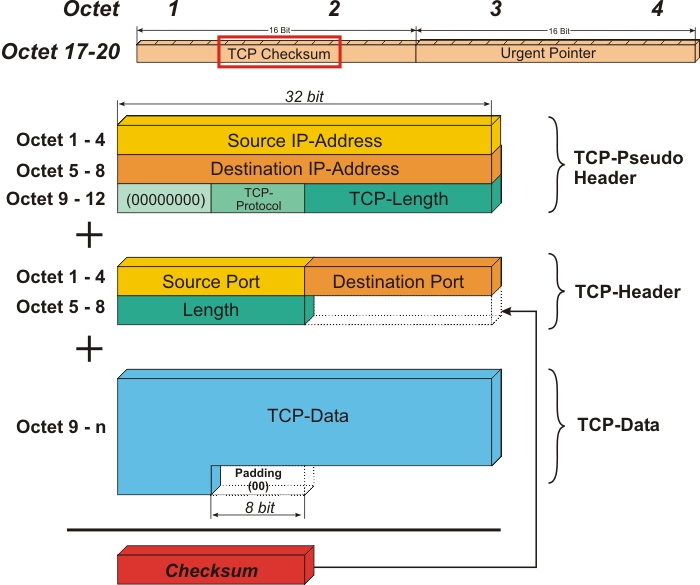 Octet 1 2 3 4
16 Bit 16 Bit
Octet 17-20 TCP Checksum Urgent Pointer
32 bit
Octet 1 - 4 Source IP-Address
Octet 5 - 8 Destination IP-Address
Octet 9 - 12 (00000000) TCP-Protocol TCP-Length
TCP-Pseudo Header
+
Octet 1 - 4 Source Port Destination Port
Octet 5 - 8 Length
TCP-Header
+
Octet 9 - n TCP-Data
TCP-Data
Padding
(00)
8 bit
Checksum